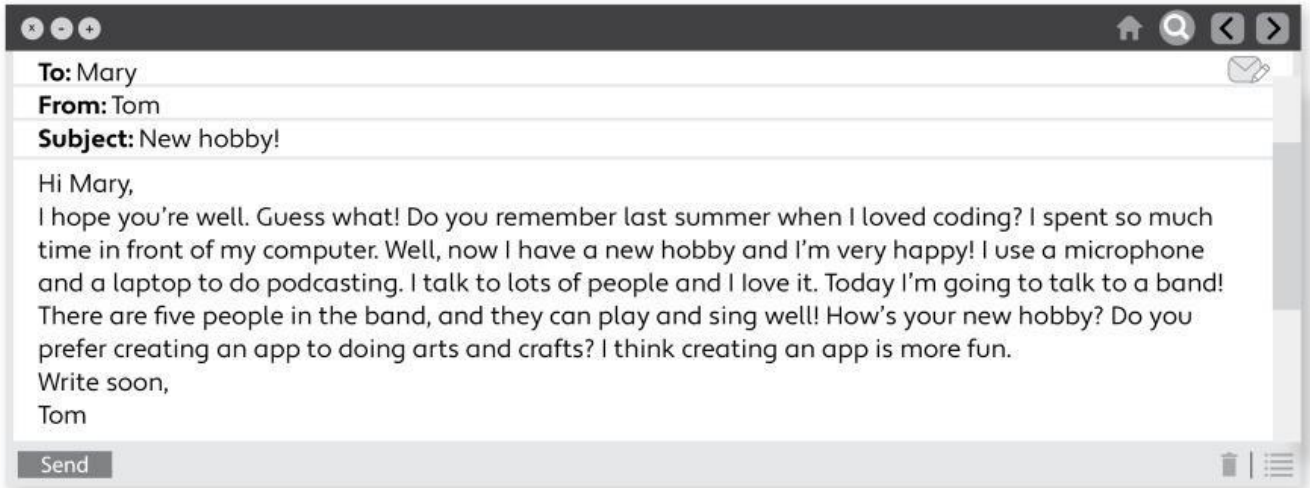 To: Mary
From: Tom
Subject: New hobby!
Hi Mary,
I hope you're well. Guess what! Do you remember last summer when I loved coding? I spent so much
time in front of my computer. Well, now I have a new hobby and I'm very happy! I use a microphone
and a laptop to do podcasting. I talk to lots of people and I love it. Today I'm going to talk to a band!
There are five people in the band, and they can play and sing well! How's your new hobby? Do you
prefer creating an app to doing arts and crafts? I think creating an app is more fun.
Write soon,
Tom
Send